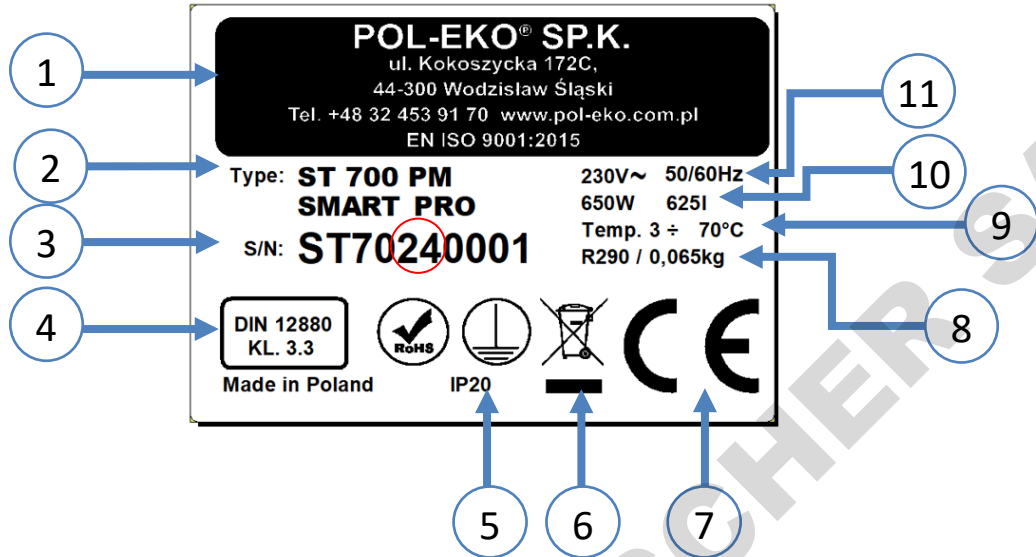 POL-EKO® SP.K.
ul. Kokoszycka 172C,
44-300 Wodzisław Śląski
Tel. +48 32 453 91 70 www.pol-eko.com.pl
EN ISO 9001:2015
Type: ST 700 PM
SMART PRO
S/N: ST70240001
230V~ 50/60Hz
650W 625l
Temp. 3 ÷ 70°C
R290 / 0,065kg
DIN 12880
KL. 3.3
RoHS
CE
Made in Poland
IP20
1
2
3
4
5
6
7
8
9
10
11